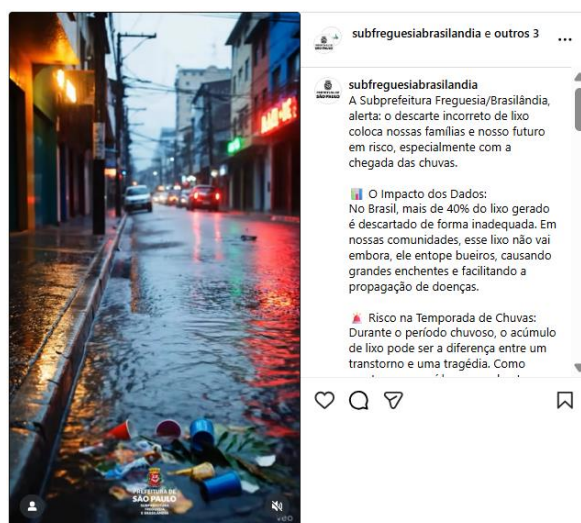 subfreguesiabrasilandia e outros 3
subfreguesiabrasilandia
A Subprefeitura Freguesia/Brasilândia,
alerta: o descarte incorreto de lixo
coloca nossas famílias e nosso futuro
em risco, especialmente com a
chegada das chuvas.
📊 O Impacto dos Dados:
No Brasil, mais de 40% do lixo gerado
é descartado de forma inadequada. Em
nossas comunidades, esse lixo não vai
embora, ele entope bueiros, causando
grandes enchentes e facilitando a
propagação de doenças.
🚨 Risco na Temporada de Chuvas:
Durante o período chuvoso, o acúmulo
de lixo pode ser a diferença entre um
transtorno e uma tragédia. Como
PREFEITURA DE
SÃO PAULO
SUBPREFEITURA
FREGUESIA
E BRASILÂNDIA
veo